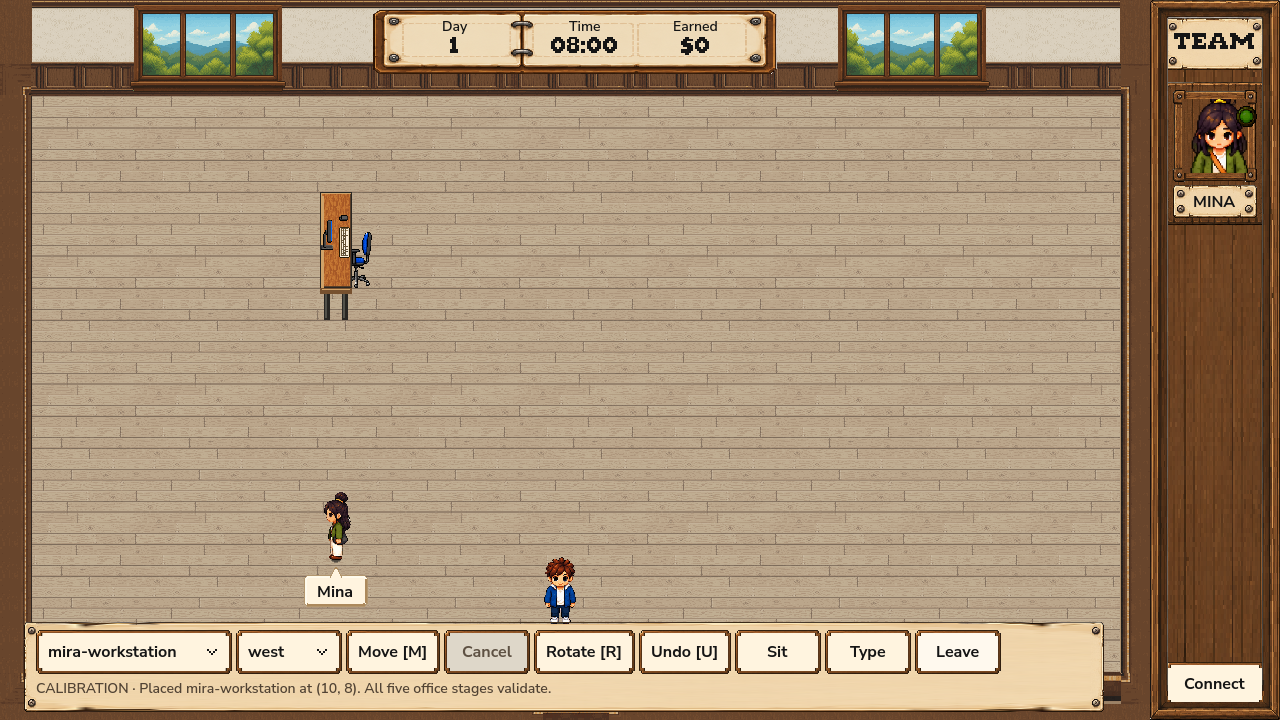 Day
1
Time
08:00
Earned
$0
TEAM
MINA
Mina
mira-workstation
west
Move [M]
Cancel
Rotate [R]
Undo [U]
Sit
Type
Leave
CALIBRATION · Placed mira-workstation at (10, 8). All five office stages validate.
Connect